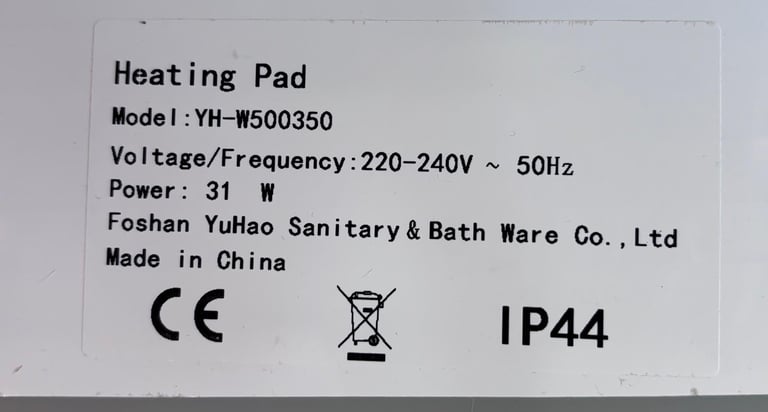 Heating Pad
Model:YH-W500350
Voltage/Frequency:220-240V ~ 50Hz
Power: 31 W
Foshan YuHao Sanitary & Bath Ware Co.,Ltd
Made in China
CE
IP44